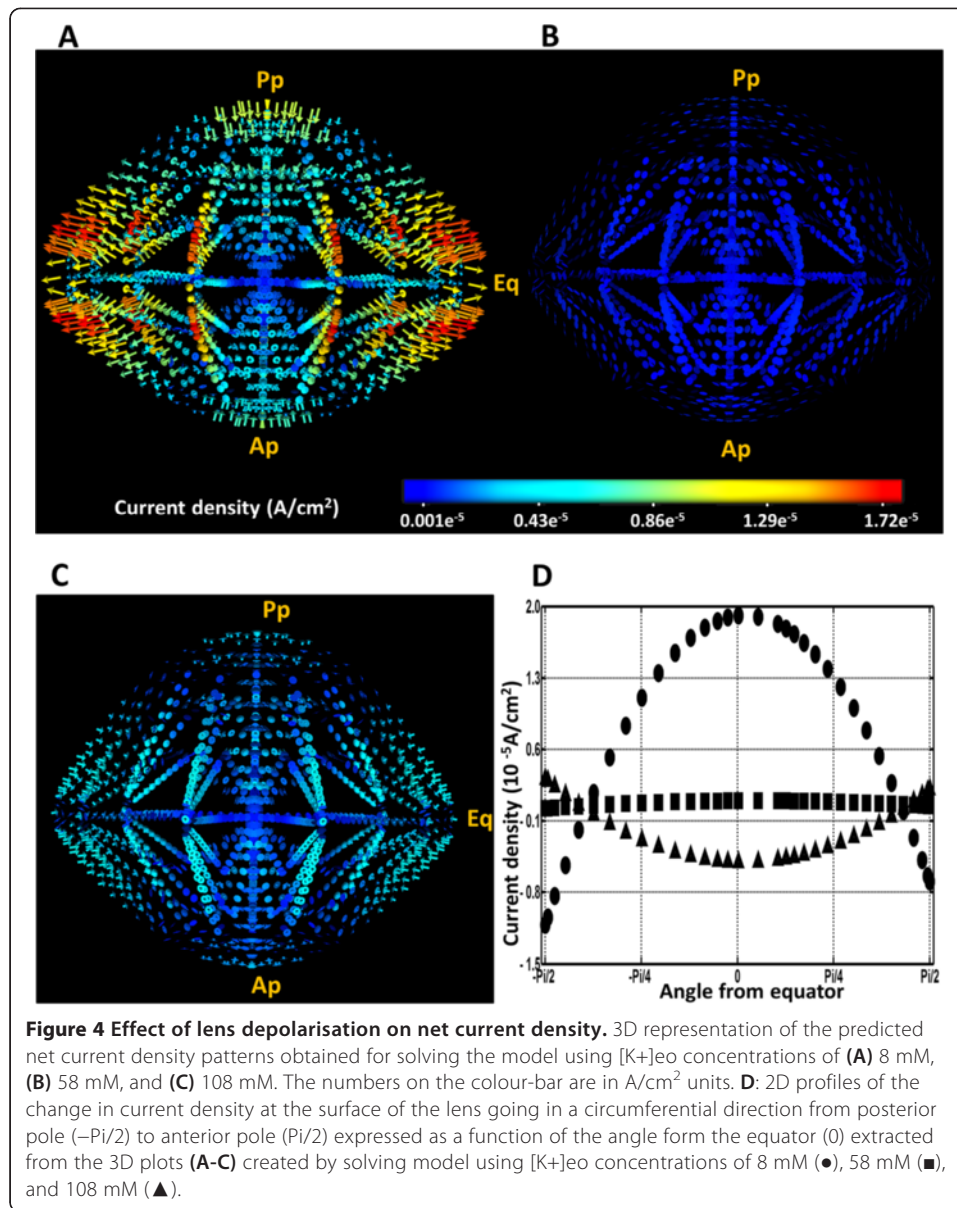 A
B
Pp
Pp
Eq
Ap
Ap
Current density (A/cm²)
0.001e⁻⁵ 0.43e⁻⁵ 0.86e⁻⁵ 1.29e⁻⁵ 1.72e⁻⁵
C
D
Pp
Eq
Ap
Current density (10 ⁻⁵A/cm²)
2.0
1.3
0.6
-0.1
-0.8
-1.5
-Pi/2 -Pi/4 0 Pi/4 Pi/2
Angle from equator
Figure 4 Effect of lens depolarisation on net current density. 3D representation of the predicted
net current density patterns obtained for solving the model using [K+]eo concentrations of (A) 8 mM,
(B) 58 mM, and (C) 108 mM. The numbers on the colour-bar are in A/cm² units. D: 2D profiles of the
change in current density at the surface of the lens going in a circumferential direction from posterior
pole (−Pi/2) to anterior pole (Pi/2) expressed as a function of the angle form the equator (0) extracted
from the 3D plots (A-C) created by solving model using [K+]eo concentrations of 8 mM (●), 58 mM (■),
and 108 mM (▲).